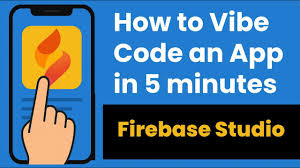 How to Vibe
Code an App
in 5 minutes
Firebase Studio